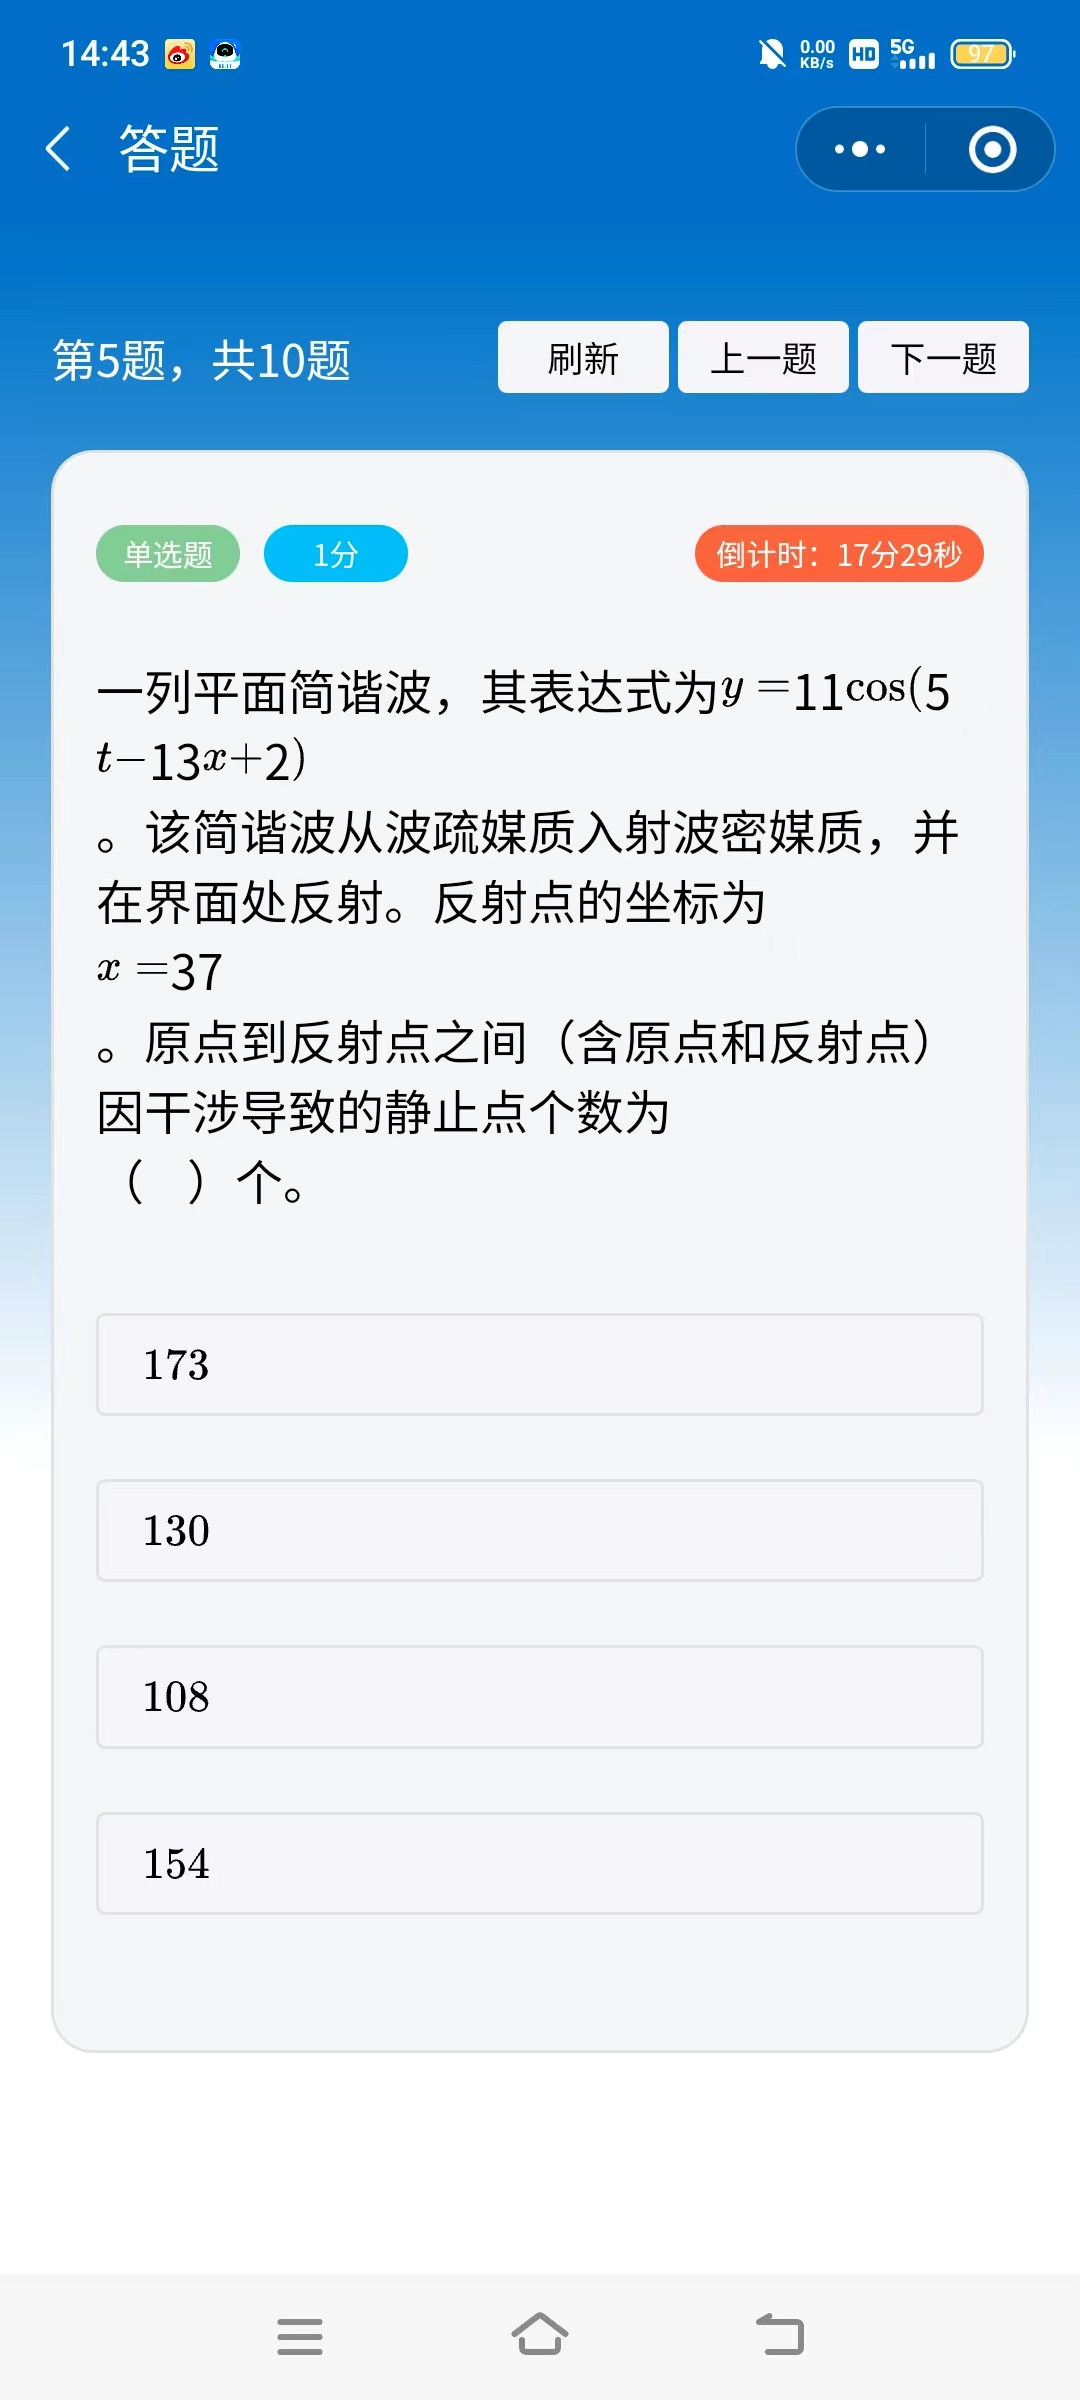 14:43
0.00 KB/s HD 5G 97
答题
第5题，共10题
刷新 上一题 下一题
单选题 1分 倒计时：17分29秒
一列平面简谐波，其表达式为y =11cos(5
t−13x+2)
。该简谐波从波疏媒质入射波密媒质，并
在界面处反射。反射点的坐标为
x =37
。原点到反射点之间（含原点和反射点）
因干涉导致的静止点个数为
（ ）个。
173
130
108
154